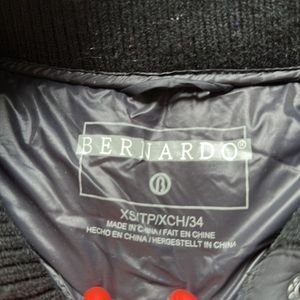 BERNARDO®
B
XS/TP/XCH/34
MADE IN CHINA / FAIT EN CHINE
HECHO EN CHINA / HERGESTELLT IN CHINA